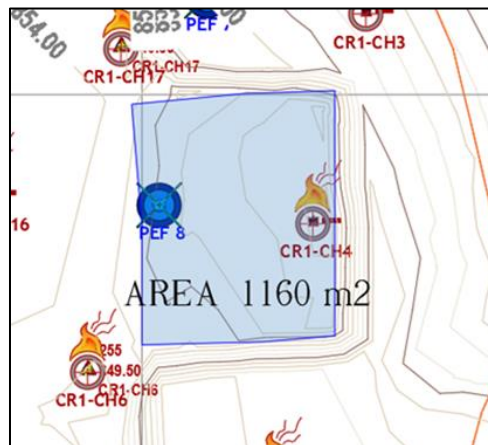 854.00
PEF 7
CR1-CH3
CR1-CH17
CR1-CH17
16
PEF 8
CR1-CH4
AREA 1160 m2
255
49.50
CR1-CH6
CR1-CH6